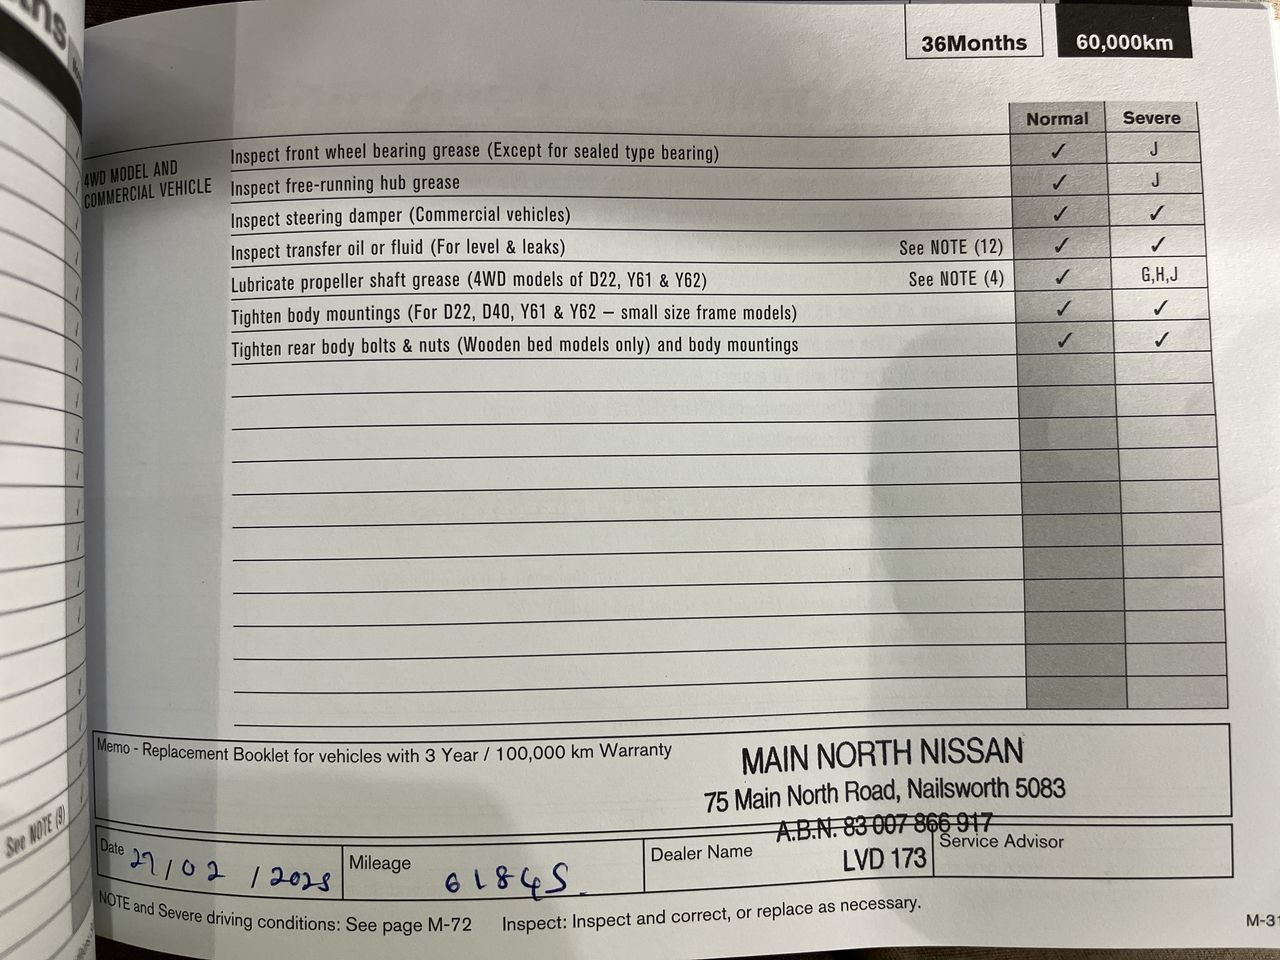 36Months 60,000km
Normal Severe
4WD MODEL AND
COMMERCIAL VEHICLE
Inspect front wheel bearing grease (Except for sealed type bearing) ✓ J
Inspect free-running hub grease ✓ J
Inspect steering damper (Commercial vehicles) ✓ ✓
Inspect transfer oil or fluid (For level & leaks) See NOTE (12) ✓ ✓
Lubricate propeller shaft grease (4WD models of D22, Y61 & Y62) See NOTE (4) ✓ G,H,J
Tighten body mountings (For D22, D40, Y61 & Y62 – small size frame models) ✓ ✓
Tighten rear body bolts & nuts (Wooden bed models only) and body mountings ✓ ✓
Memo - Replacement Booklet for vehicles with 3 Year / 100,000 km Warranty
MAIN NORTH NISSAN
75 Main North Road, Nailsworth 5083
A.B.N. 83 007 866 917
LVD 173
Date 27/02/2025
Mileage 61845
Dealer Name
Service Advisor
NOTE and Severe driving conditions: See page M-72 Inspect: Inspect and correct, or replace as necessary.
M-31
See NOTE (9)